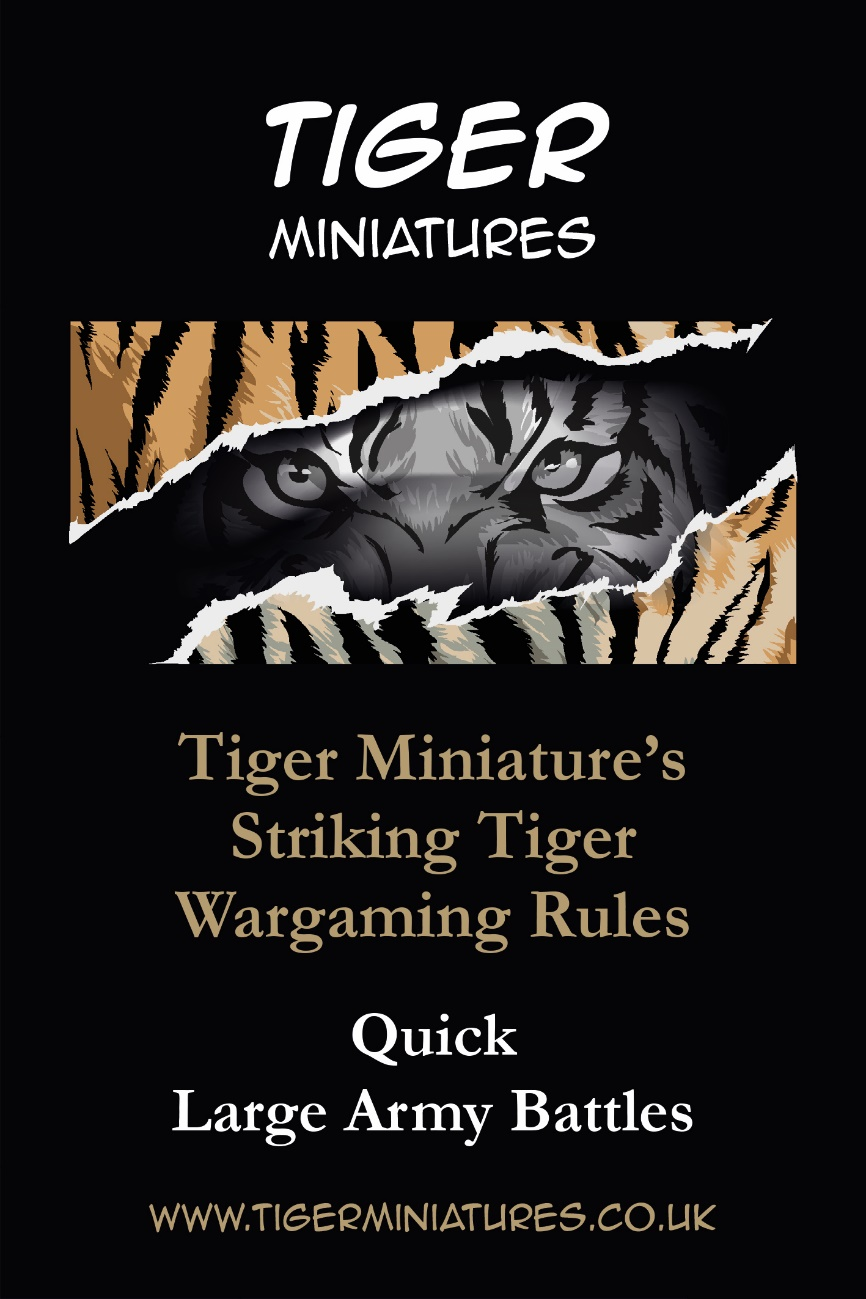 TIGER
MINIATURES
Tiger Miniature’s
Striking Tiger
Wargaming Rules
Quick
Large Army Battles
WWW.TIGERMINIATURES.CO.UK